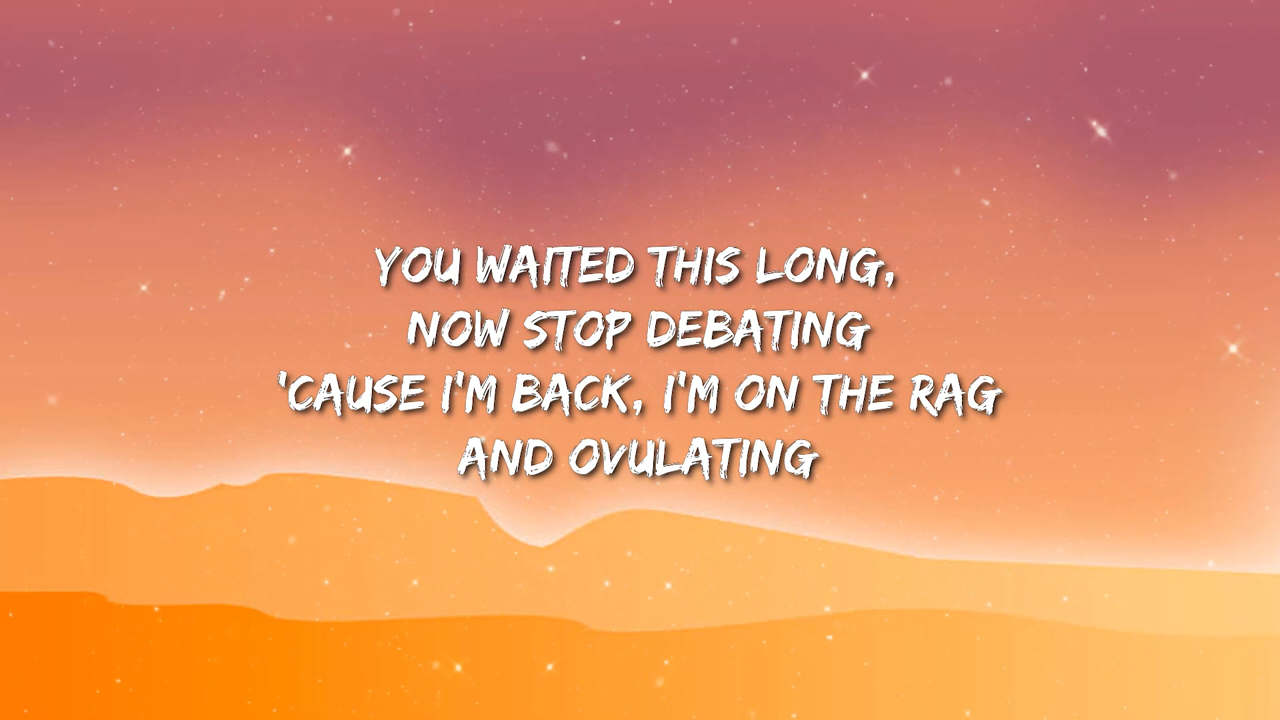 YOU WAITED THIS LONG,
NOW STOP DEBATING
'CAUSE I'M BACK, I'M ON THE RAG
AND OVULATING